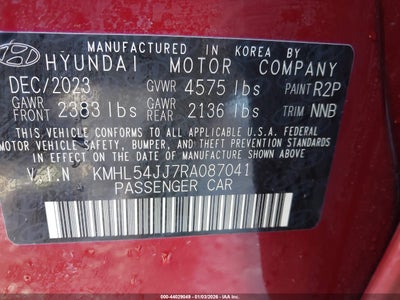 MANUFACTURED IN KOREA BY
HYUNDAI MOTOR COMPANY
DEC/2023 GVWR 4575 lbs PAINT R2P
GAWR FRONT 2383 lbs GAWR REAR 2136 lbs TRIM NNB
THIS VEHICLE CONFORMS TO ALL APPLICABLE U.S.A. FEDERAL
MOTOR VEHICLE SAFETY, BUMPER, AND THEFT PREVENTION
STANDARDS IN EFFECT ON THE DATE OF MANUFACTURE SHOWN ABOVE.
V.I.N KMHL54JJ7RA087041
PASSENGER CAR
000-44029049 - 01/03/2026 - IAA